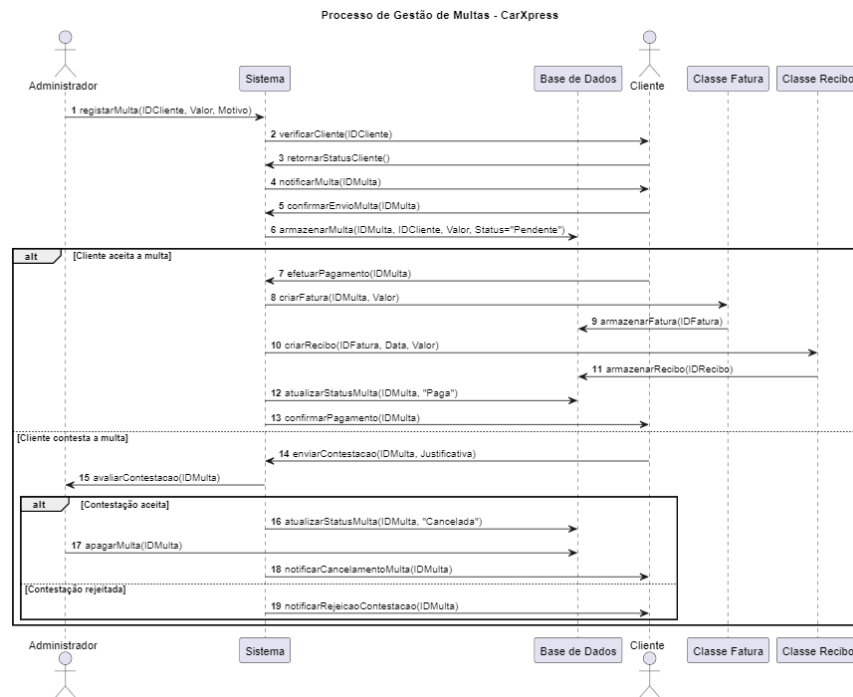 Processo de Gestão de Multas - CarXpress
Administrador Sistema Base de Dados Cliente Classe Fatura Classe Recibo
1 registarMulta(IDCliente, Valor, Motivo)
2 verificarCliente(IDCliente)
3 retornarStatusCliente()
4 notificarMulta(IDMulta)
5 confirmarEnvioMulta(IDMulta)
6 armazenarMulta(IDMulta, IDCliente, Valor, Status="Pendente")
alt [Cliente aceita a multa]
7 efetuarPagamento(IDMulta)
8 criarFatura(IDMulta, Valor)
9 armazenarFatura(IDFatura)
10 criarRecibo(IDFatura, Data, Valor)
11 armazenarRecibo(IDRecibo)
12 atualizarStatusMulta(IDMulta, "Paga")
13 confirmarPagamento(IDMulta)
[Cliente contesta a multa]
14 enviarContestacao(IDMulta, Justificativa)
15 avaliarContestacao(IDMulta)
alt [Contestação aceita]
16 atualizarStatusMulta(IDMulta, "Cancelada")
17 apagarMulta(IDMulta)
18 notificarCancelamentoMulta(IDMulta)
[Contestação rejeitada]
19 notificarRejeicaoContestacao(IDMulta)
Administrador Sistema Base de Dados Cliente Classe Fatura Classe Recibo